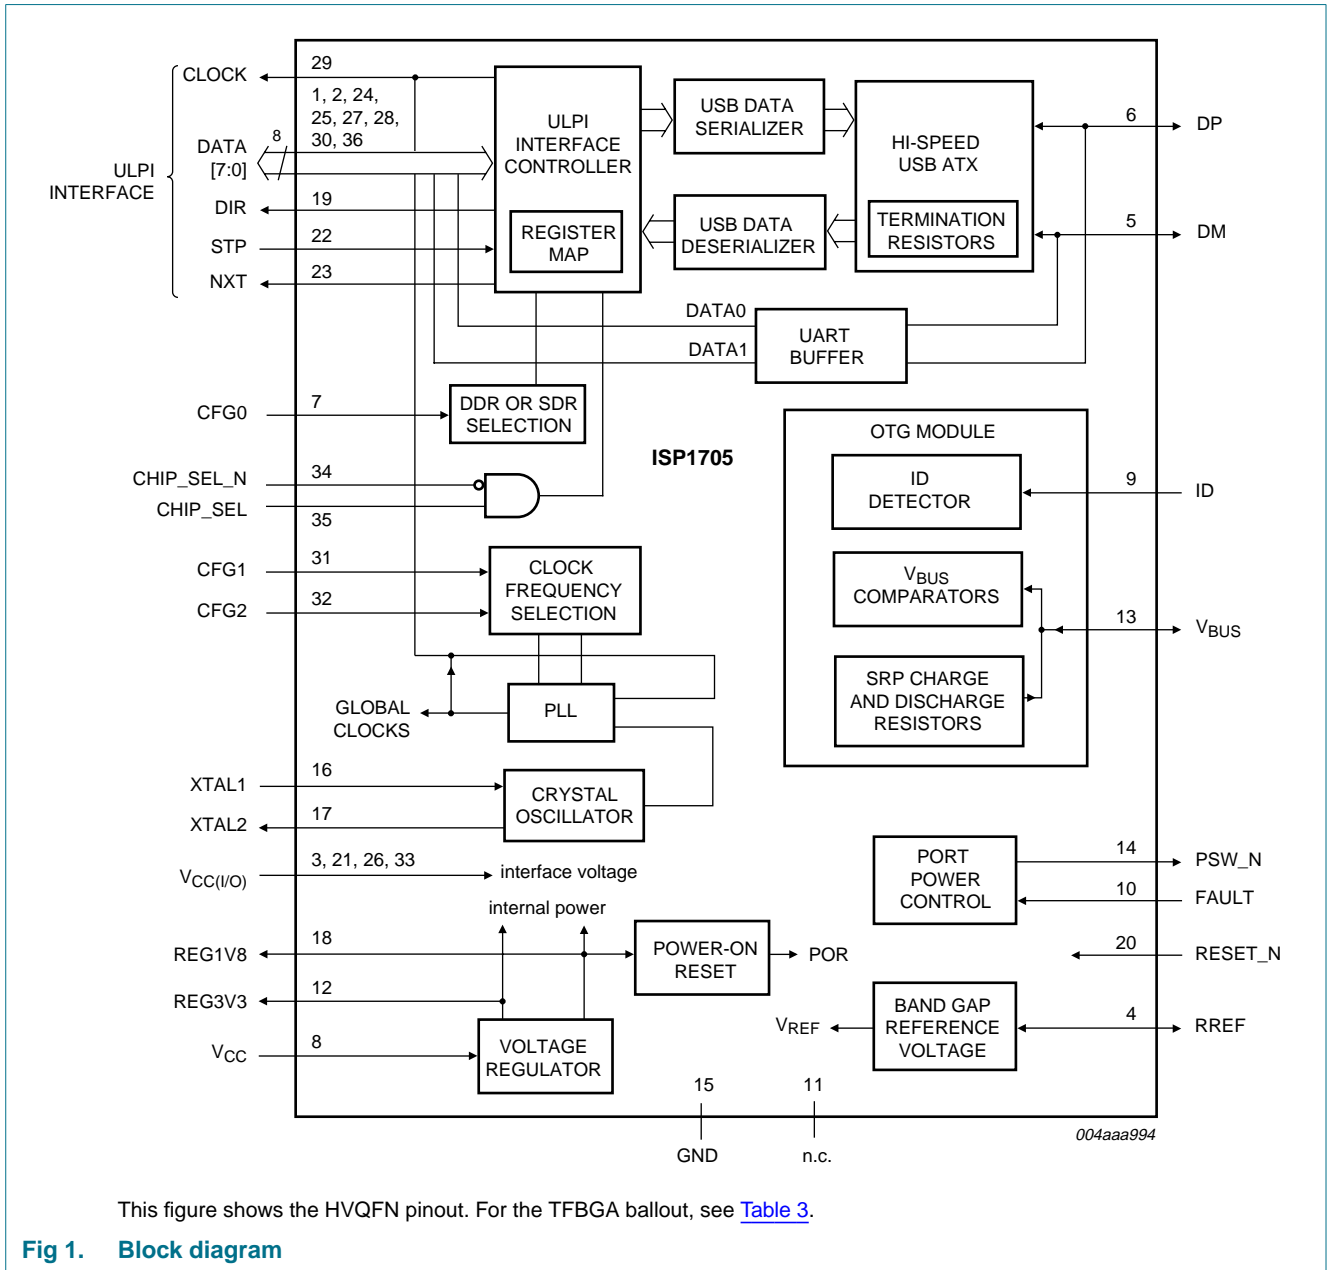 CLOCK
29
1, 2, 24,
25, 27, 28,
30, 36
8
DATA
[7:0]
ULPI
INTERFACE
DIR
19
STP
22
NXT
23
ULPI
INTERFACE
CONTROLLER
REGISTER
MAP
USB DATA
SERIALIZER
USB DATA
DESERIALIZER
HI-SPEED
USB ATX
TERMINATION
RESISTORS
6
DP
5
DM
DATA0
DATA1
UART
BUFFER
CFG0
7
DDR OR SDR
SELECTION
ISP1705
CHIP_SEL_N
34
CHIP_SEL
35
CFG1
31
CFG2
32
CLOCK
FREQUENCY
SELECTION
GLOBAL
CLOCKS
PLL
XTAL1
16
XTAL2
17
CRYSTAL
OSCILLATOR
OTG MODULE
ID
DETECTOR
9
ID
VBUS
COMPARATORS
13
VBUS
SRP CHARGE
AND DISCHARGE
RESISTORS
VCC(I/O)
3, 21, 26, 33
interface voltage
internal power
REG1V8
18
REG3V3
12
VCC
8
VOLTAGE
REGULATOR
POWER-ON
RESET
POR
PORT
POWER
CONTROL
14
PSW_N
10
FAULT
20
RESET_N
VREF
BAND GAP
REFERENCE
VOLTAGE
4
RREF
15
GND
11
n.c.
004aaa994
This figure shows the HVQFN pinout. For the TFBGA ballout, see Table 3.
Fig 1. Block diagram